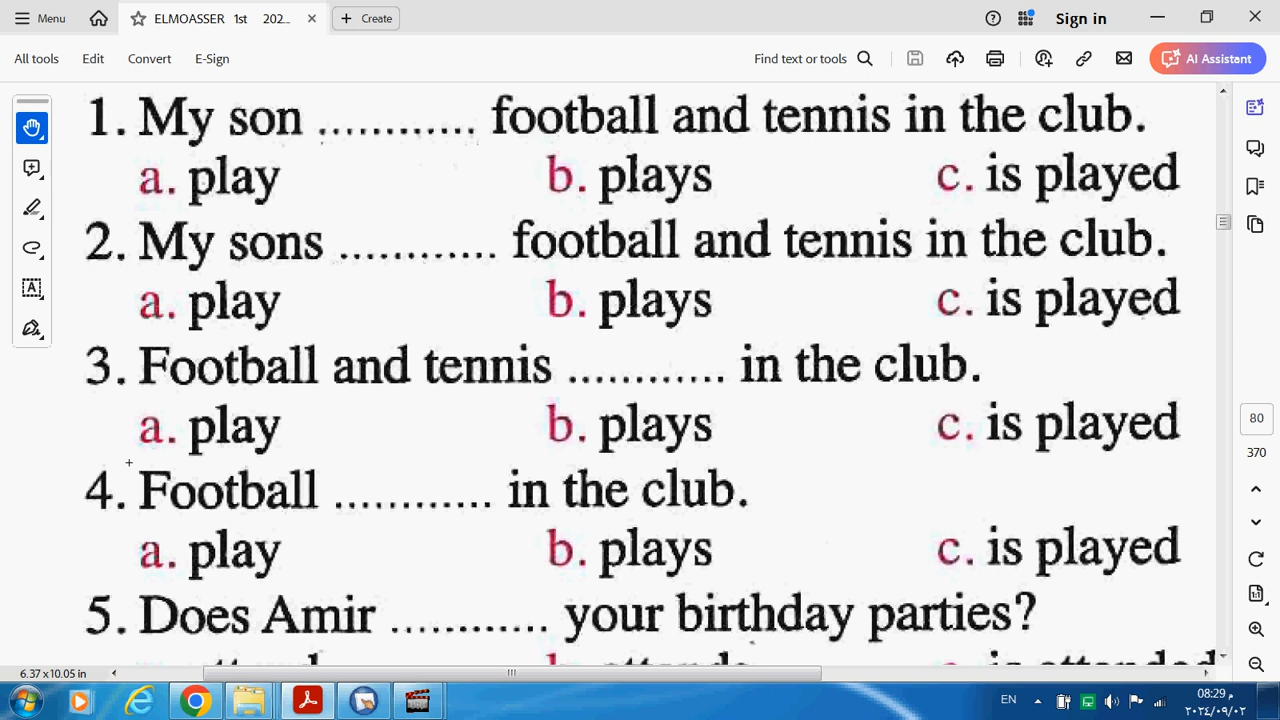 Menu ELMOASSER 1st 202... Create Sign in
All tools Edit Convert E-Sign Find text or tools AI Assistant
1. My son ............ football and tennis in the club.
a. play b. plays c. is played
2. My sons ............ football and tennis in the club.
a. play b. plays c. is played
3. Football and tennis ............ in the club.
a. play b. plays c. is played
4. Football ............ in the club.
a. play b. plays c. is played
5. Does Amir ............ your birthday parties?
80
370
6.37 x 10.05 in
EN 08:29 م
٢٠٢٤/٠٩/٠٢